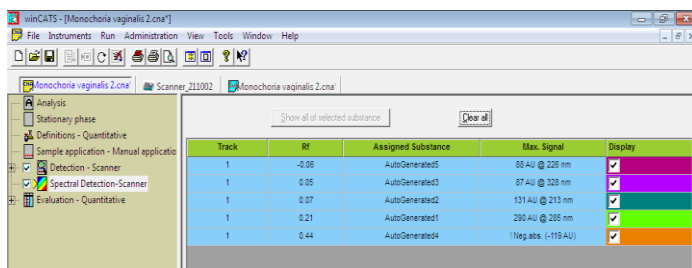 winCATS - [Monochoria vaginalis 2.cna*]
File Instruments Run Administration View Tools Window Help
Monochoria vaginalis 2.cna* Scanner_211002 Monochoria vaginalis 2.cna*
Analysis
Stationary phase
Definitions - Quantitative
Sample application - Manual applicatio
Detection - Scanner
Spectral Detection-Scanner
Evaluation - Quantitative
Show all of selected substance Clear all
Track Rf Assigned Substance Max. Signal Display
1 -0.06 AutoGenerated5 88 AU @ 226 nm
1 0.05 AutoGenerated3 87 AU @ 328 nm
1 0.07 AutoGenerated2 131 AU @ 213 nm
1 0.21 AutoGenerated1 290 AU @ 285 nm
1 0.44 AutoGenerated4 !Neg.abs. (-119 AU)